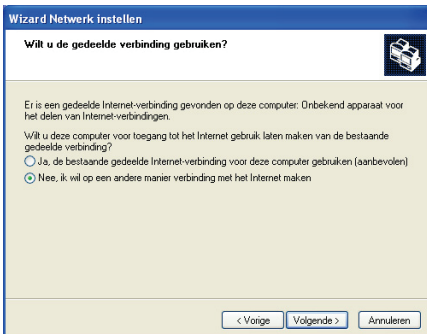 Wizard Netwerk instellen
Wilt u de gedeelde verbinding gebruiken?
Er is een gedeelde Internet-verbinding gevonden op deze computer: Onbekend apparaat voor
het delen van Internet-verbindingen.
Wilt u deze computer voor toegang tot het Internet gebruik laten maken van de bestaande
gedeelde verbinding?
Ja, de bestaande gedeelde Internet-verbinding voor deze computer gebruiken (aanbevolen)
Nee, ik wil op een andere manier verbinding met het Internet maken
< Vorige Volgende > Annuleren